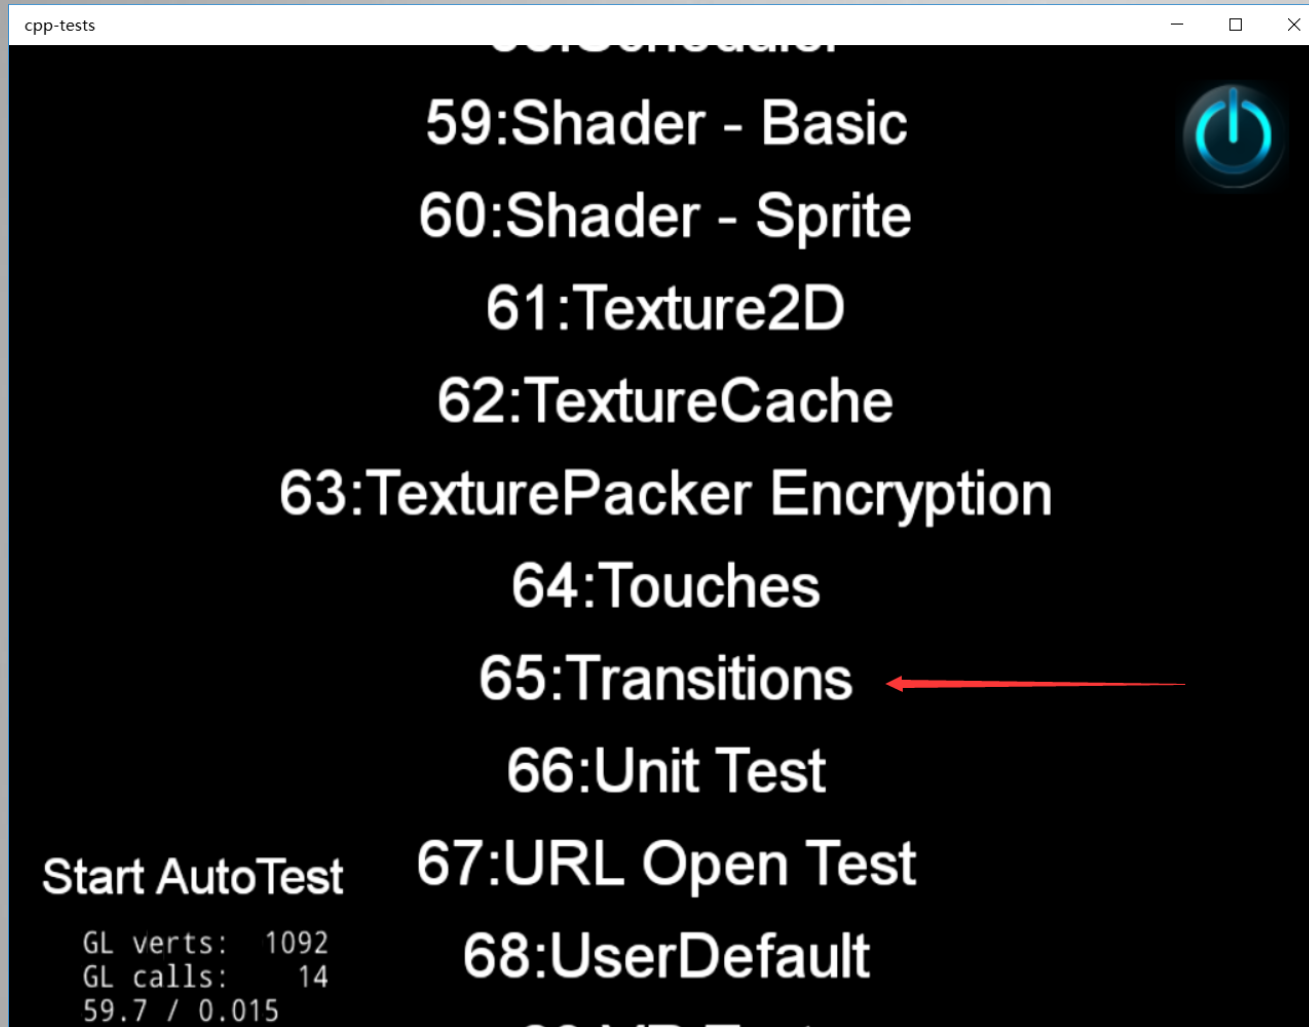 cpp-tests
59:Shader - Basic
60:Shader - Sprite
61:Texture2D
62:TextureCache
63:TexturePacker Encryption
64:Touches
65:Transitions
66:Unit Test
67:URL Open Test
68:UserDefault
Start AutoTest
GL verts: 1092
GL calls: 14
59.7 / 0.015